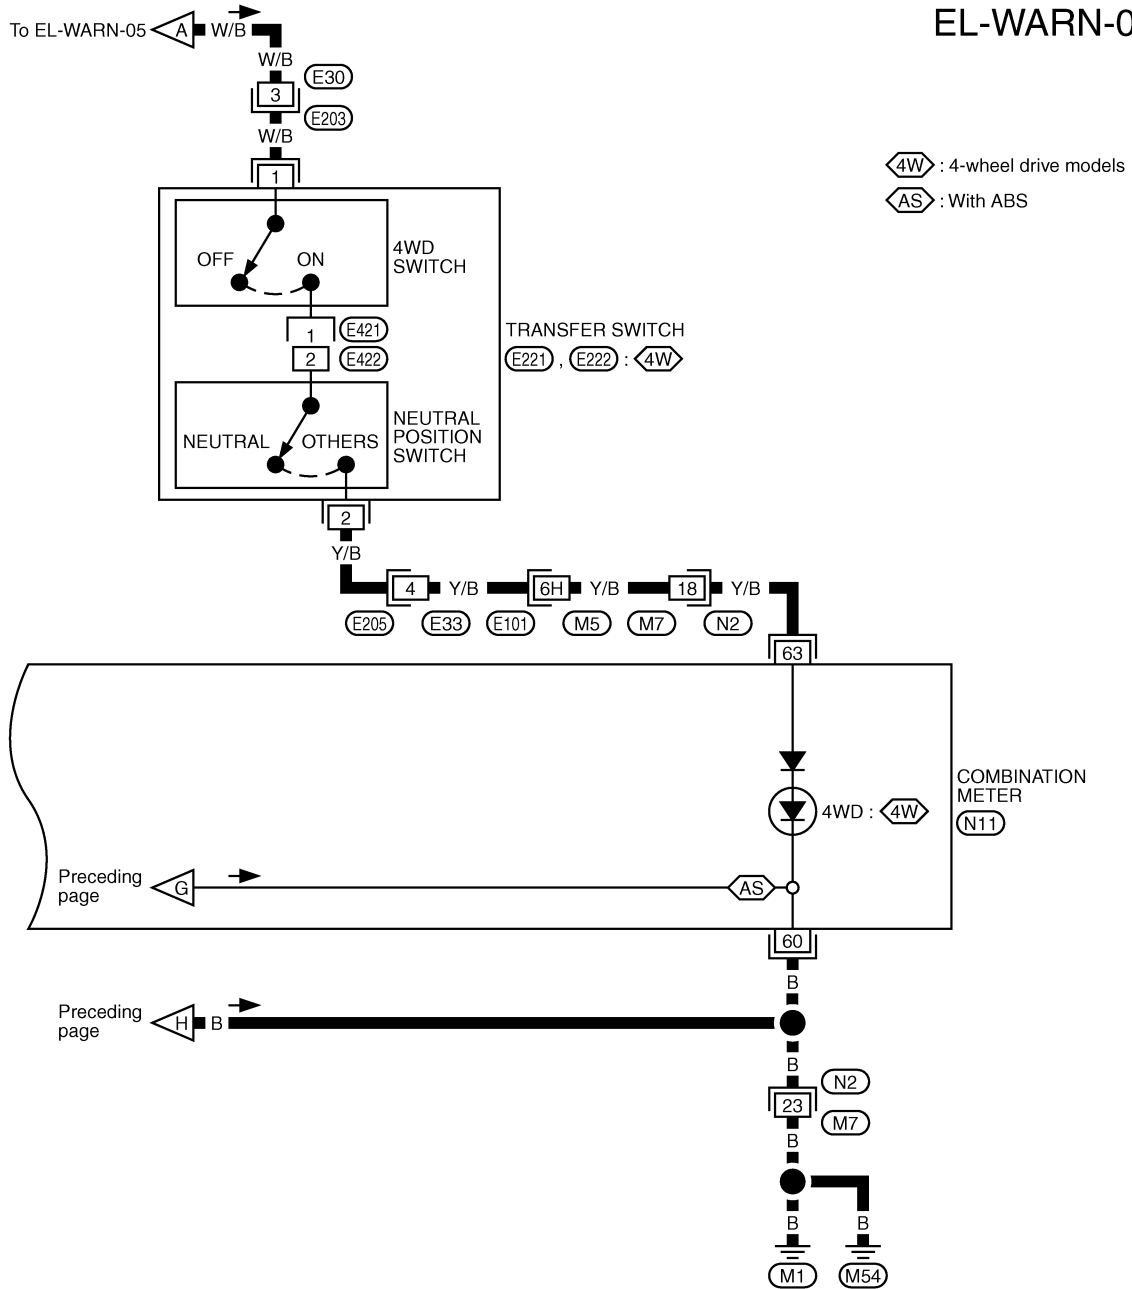 EL-WARN-0
To EL-WARN-05 A W/B
W/B
E30
3
E203
W/B
1
4W : 4-wheel drive models
AS : With ABS
OFF ON
4WD
SWITCH
1 E421
2 E422
TRANSFER SWITCH
E221 , E222 : 4W
NEUTRAL OTHERS
NEUTRAL
POSITION
SWITCH
2
Y/B
4 Y/B 6H Y/B 18 Y/B
E205 E33 E101 M5 M7 N2
63
4WD : 4W
COMBINATION
METER
N11
Preceding
page
G AS
60
B
Preceding
page
H B
B
N2
23
M7
B
B B
M1 M54